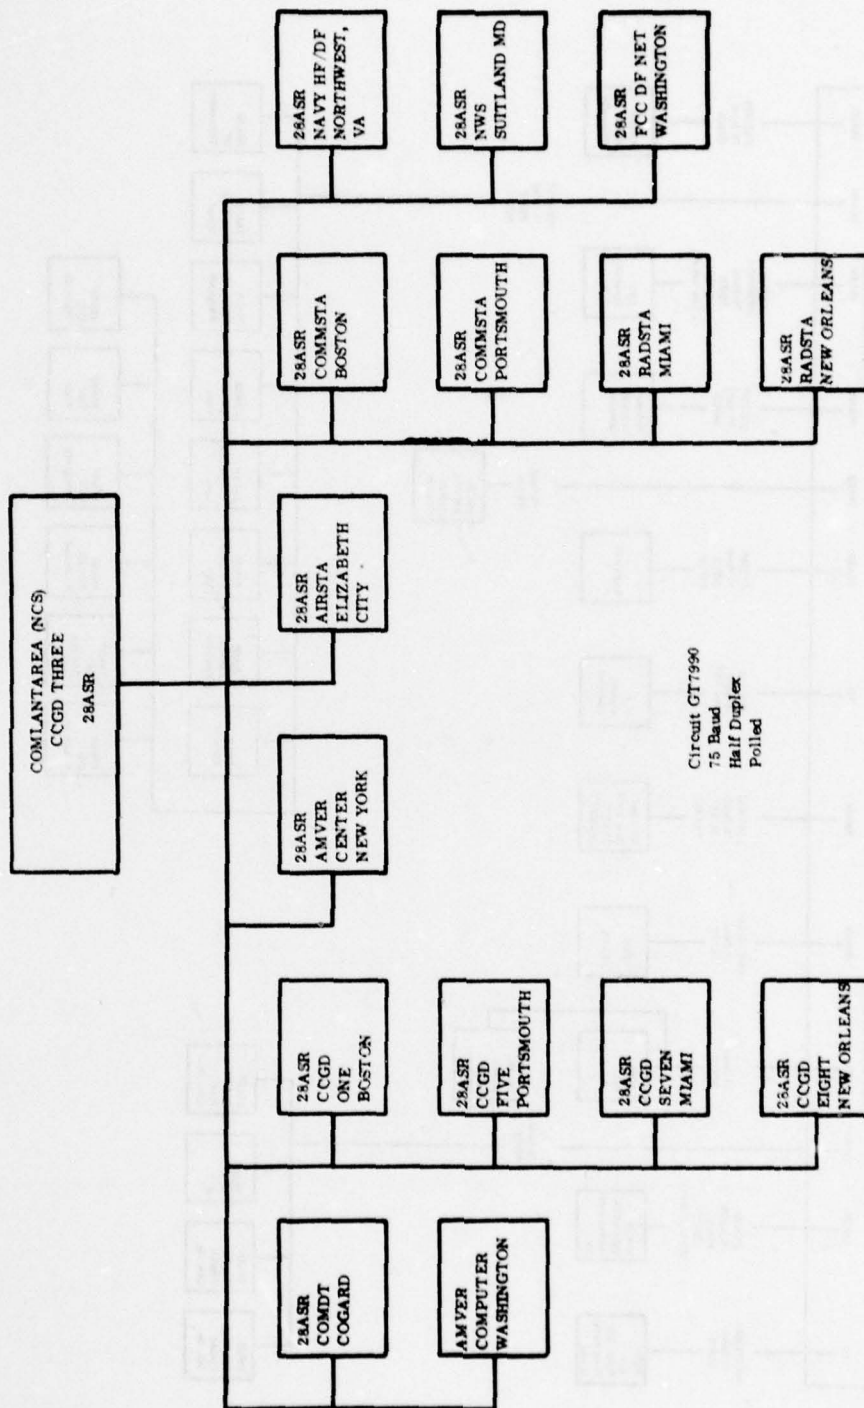 COMLANTAREA (NCS)
CCGD THREE
28ASR
28ASR
COMDT
COGARD
AMVER
COMPUTER
WASHINGTON
28ASR
CCGD
ONE
BOSTON
28ASR
CCGD
FIVE
PORTSMOUTH
28ASR
CCGD
SEVEN
MIAMI
28ASR
CCGD
EIGHT
NEW ORLEANS
28ASR
AMVER
CENTER
NEW YORK
28ASR
AIRSTA
ELIZABETH
CITY
28ASR
COMMSTA
BOSTON
28ASR
COMMSTA
PORTSMOUTH
28ASR
RADSTA
MIAMI
28ASR
RADSTA
NEW ORLEANS
28ASR
NAVY HF/DF
NORTHWEST,
VA
28ASR
NWS
SUITLAND MD
28ASR
FCC DF NET
WASHINGTON
Circuit GT7990
75 Baud
Half Duplex
Polled